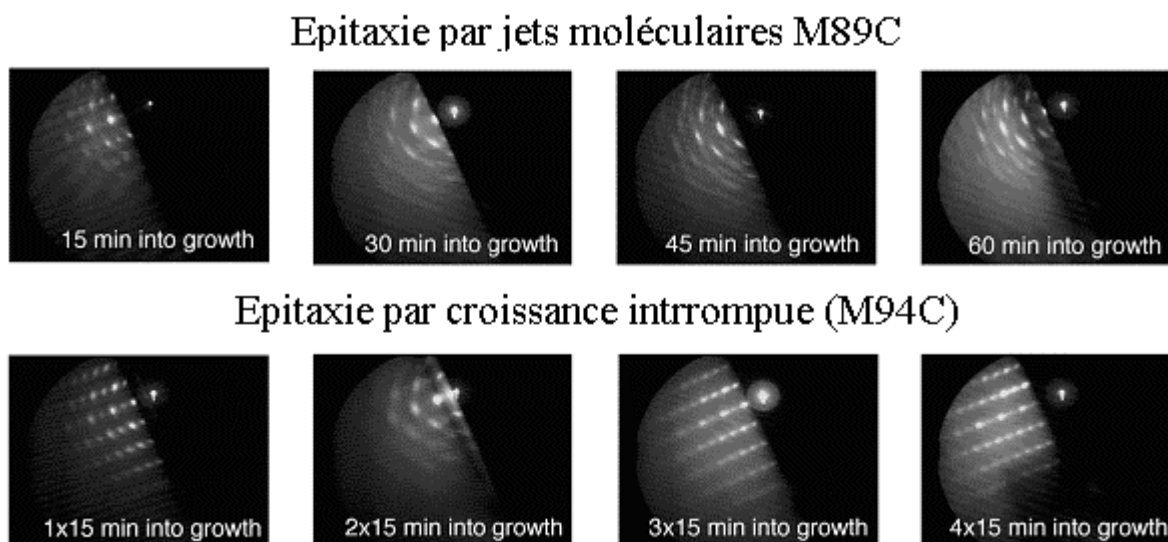 Epitaxie par jets moléculaires M89C
15 min into growth
30 min into growth
45 min into growth
60 min into growth
Epitaxie par croissance intrrompue (M94C)
1x15 min into growth
2x15 min into growth
3x15 min into growth
4x15 min into growth